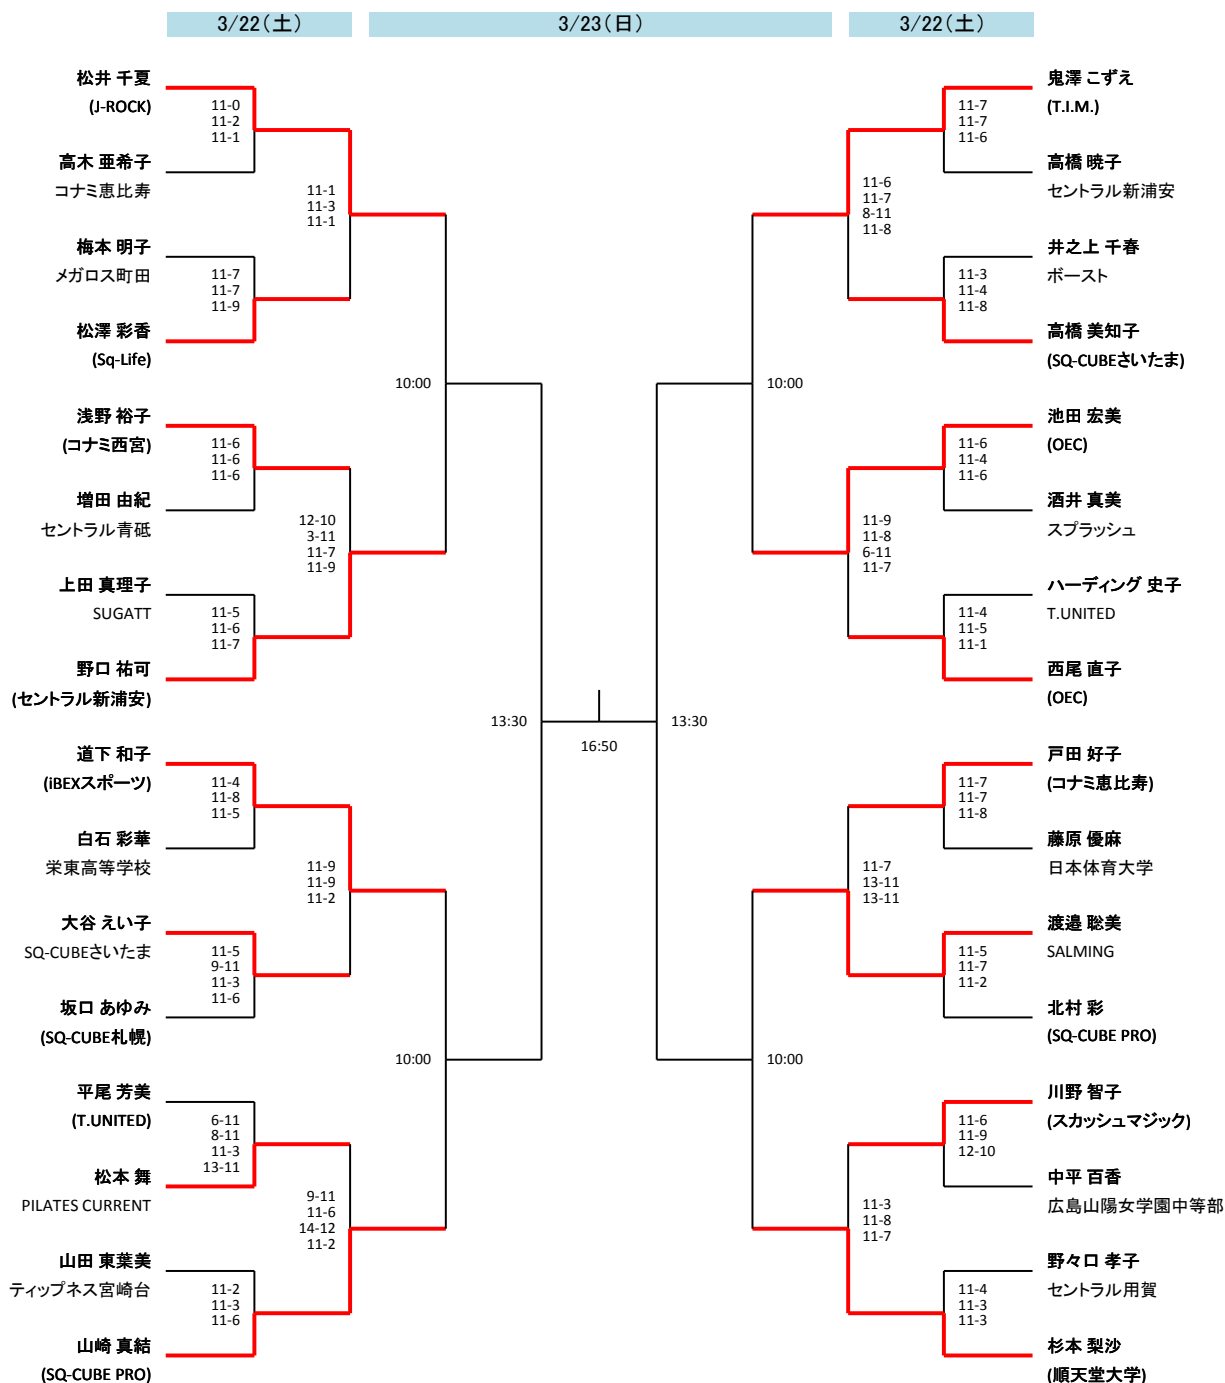 3/22(土)
3/23(日)
3/22(土)
松井 千夏
(J-ROCK)
11-0
11-2
11-1
高木 亜希子
コナミ恵比寿
11-1
11-3
11-1
梅本 明子
メガロス町田
11-7
11-7
11-9
松澤 彩香
(Sq-Life)
10:00
浅野 裕子
(コナミ西宮)
11-6
11-6
11-6
増田 由紀
セントラル青砥
12-10
3-11
11-7
11-9
上田 真理子
SUGATT
11-5
11-6
11-7
野口 祐可
(セントラル新浦安)
13:30
16:50
13:30
道下 和子
(iBEXスポーツ)
11-4
11-8
11-5
白石 彩華
栄東高等学校
11-9
11-9
11-2
大谷 えい子
SQ-CUBEさいたま
11-5
9-11
11-3
11-6
坂口 あゆみ
(SQ-CUBE札幌)
10:00
平尾 芳美
(T.UNITED)
6-11
8-11
11-3
13-11
松本 舞
PILATES CURRENT
9-11
11-6
14-12
11-2
山田 東葉美
ティップネス宮崎台
11-2
11-3
11-6
山崎 真結
(SQ-CUBE PRO)
鬼澤 こずえ
(T.I.M.)
11-7
11-7
11-6
高橋 暁子
セントラル新浦安
11-6
11-7
8-11
11-8
井之上 千春
ボースト
11-3
11-4
11-8
高橋 美知子
(SQ-CUBEさいたま)
10:00
池田 宏美
(OEC)
11-6
11-4
11-6
酒井 真美
スプラッシュ
11-9
11-8
6-11
11-7
ハーディング 史子
T.UNITED
11-4
11-5
11-1
西尾 直子
(OEC)
戸田 好子
(コナミ恵比寿)
11-7
11-7
11-8
藤原 優麻
日本体育大学
11-7
13-11
13-11
渡邉 聡美
SALMING
11-5
11-7
11-2
北村 彩
(SQ-CUBE PRO)
10:00
川野 智子
(スカッシュマジック)
11-6
11-9
12-10
中平 百香
広島山陽女学園中等部
11-3
11-8
11-7
野々口 孝子
セントラル用賀
11-4
11-3
11-3
杉本 梨沙
(順天堂大学)